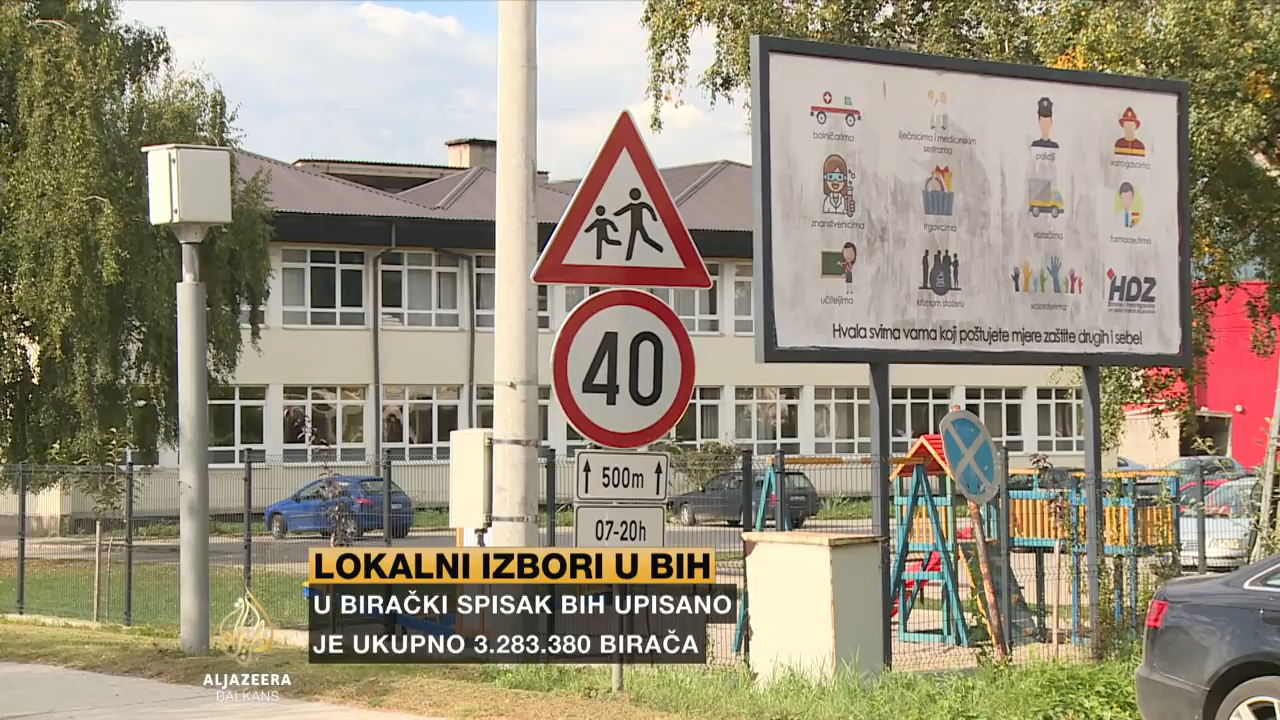 bolničarima
liječnicima i medicinskim
sestrama
policiji
vatrogascima
znanstvenicima
trgovcima
vozačima
farmaceutima
učiteljima
kriznom stožeru
volonterima
HDZ
Hvala svima vama koji poštujete mjere zaštite drugih i sebe!
40
500m
07-20h
LOKALNI IZBORI U BIH
U BIRAČKI SPISAK BIH UPISANO
JE UKUPNO 3.283.380 BIRAČA
ALJAZEERA
BALKANS